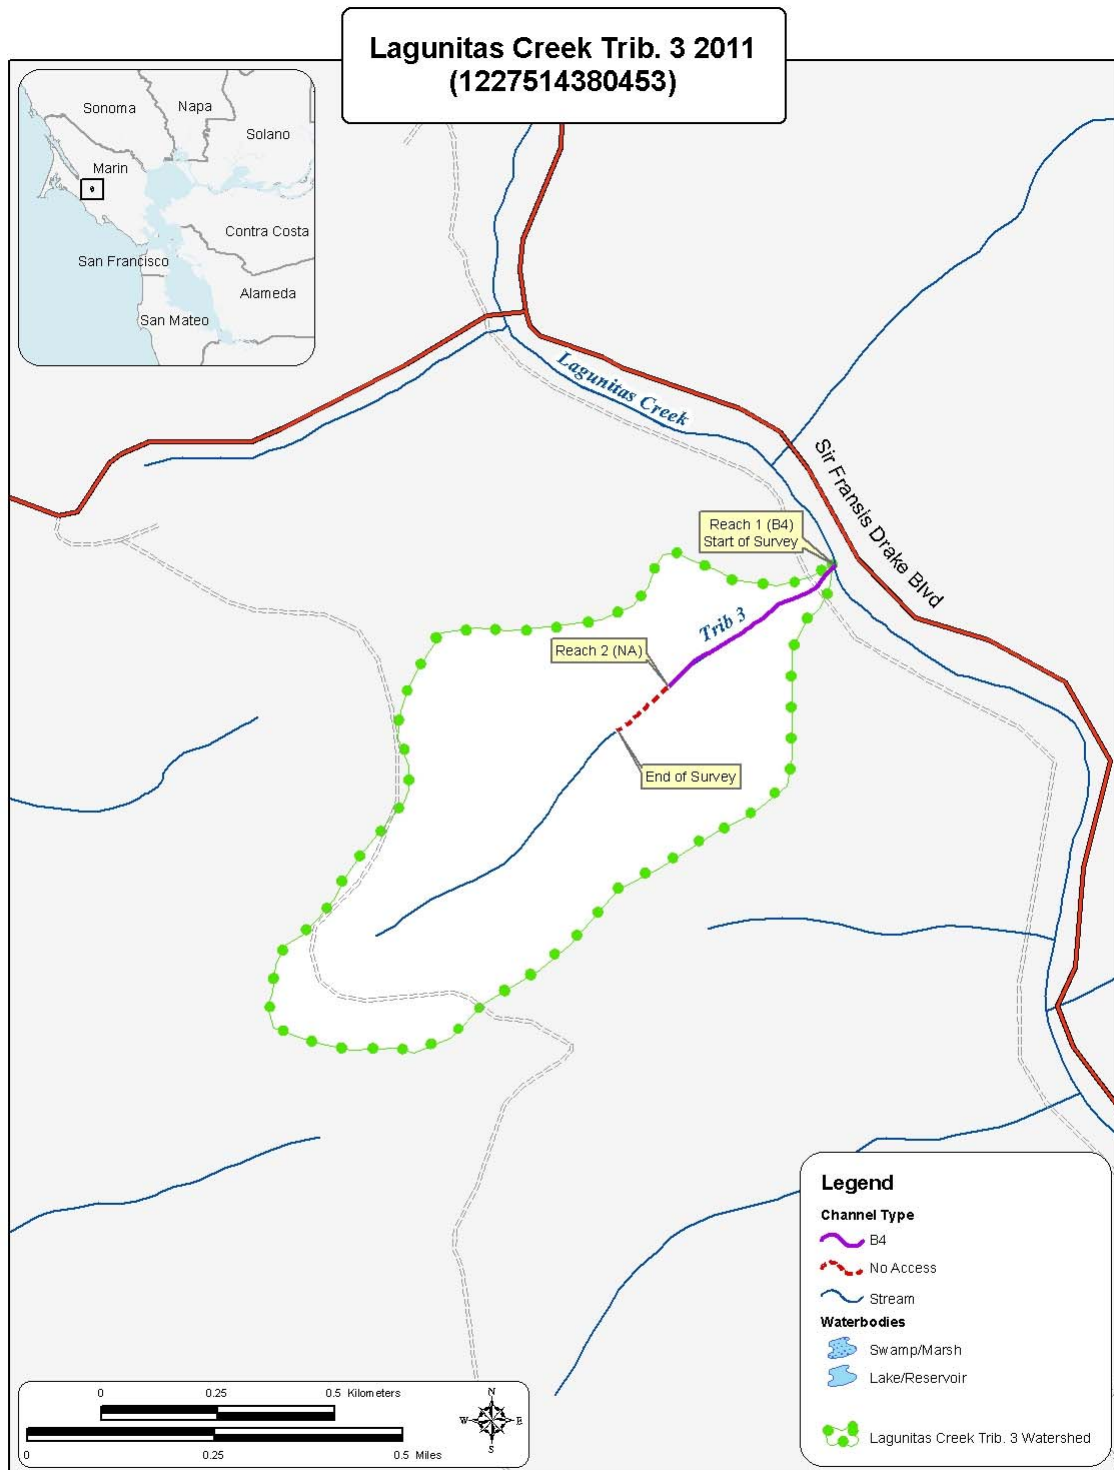 Lagunitas Creek Trib. 3 2011
(1227514380453)
Sonoma
Napa
Solano
Marin
Contra Costa
San Francisco
Alameda
San Mateo
Lagunitas Creek
Sir Fransis Drake Blvd
Reach 1 (B4)
Start of Survey
Trib 3
Reach 2 (NA)
End of Survey
Legend
Channel Type
B4
No Access
Stream
Waterbodies
Swamp/Marsh
Lake/Reservoir
Lagunitas Creek Trib. 3 Watershed
0 0.25 0.5 Kilometers
0 0.25 0.5 Miles
N
W E
S